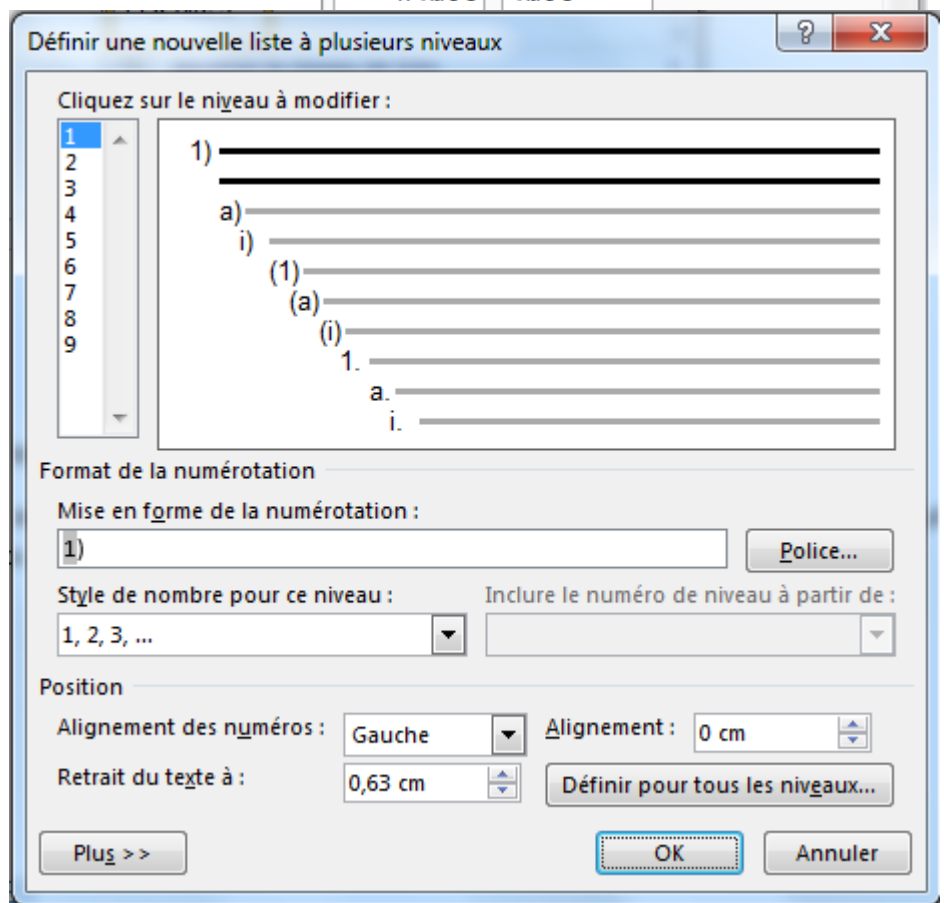 Définir une nouvelle liste à plusieurs niveaux
?
X
Cliquez sur le niveau à modifier :
1
2
3
4
5
6
7
8
9
1)
a)
i)
(1)
(a)
(i)
1.
a.
i.
Format de la numérotation
Mise en forme de la numérotation :
1)
Police...
Style de nombre pour ce niveau : Inclure le numéro de niveau à partir de :
1, 2, 3, ...
Position
Alignement des numéros : Gauche Alignement : 0 cm
Retrait du texte à : 0,63 cm Définir pour tous les niveaux...
Plus >> OK Annuler